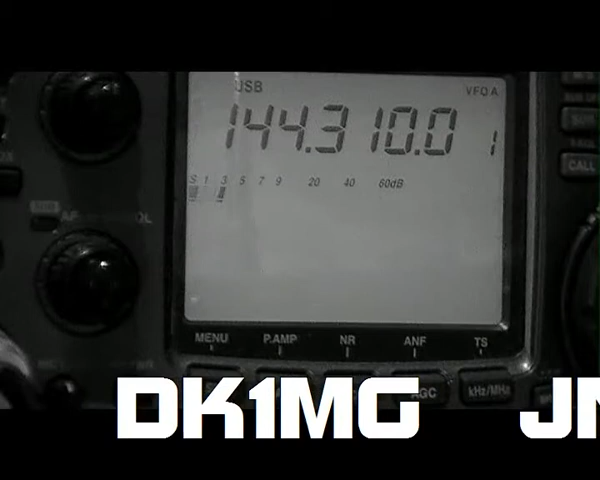 USB VFO A
144.310.0 1
S 1 3 5 7 9 20 40 60dB
CALL
AF
MENU P.AMP NR ANF TS
AGC kHz/MHz
DK1MG JN